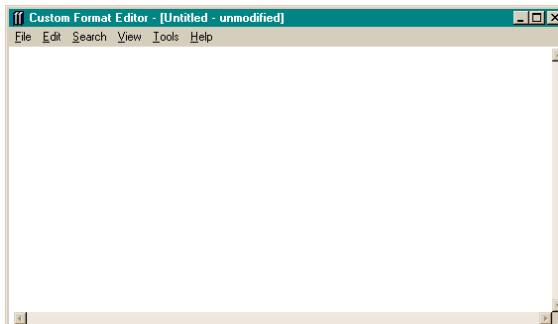 Custom Format Editor - [Untitled - unmodified]
File Edit Search View Tools Help